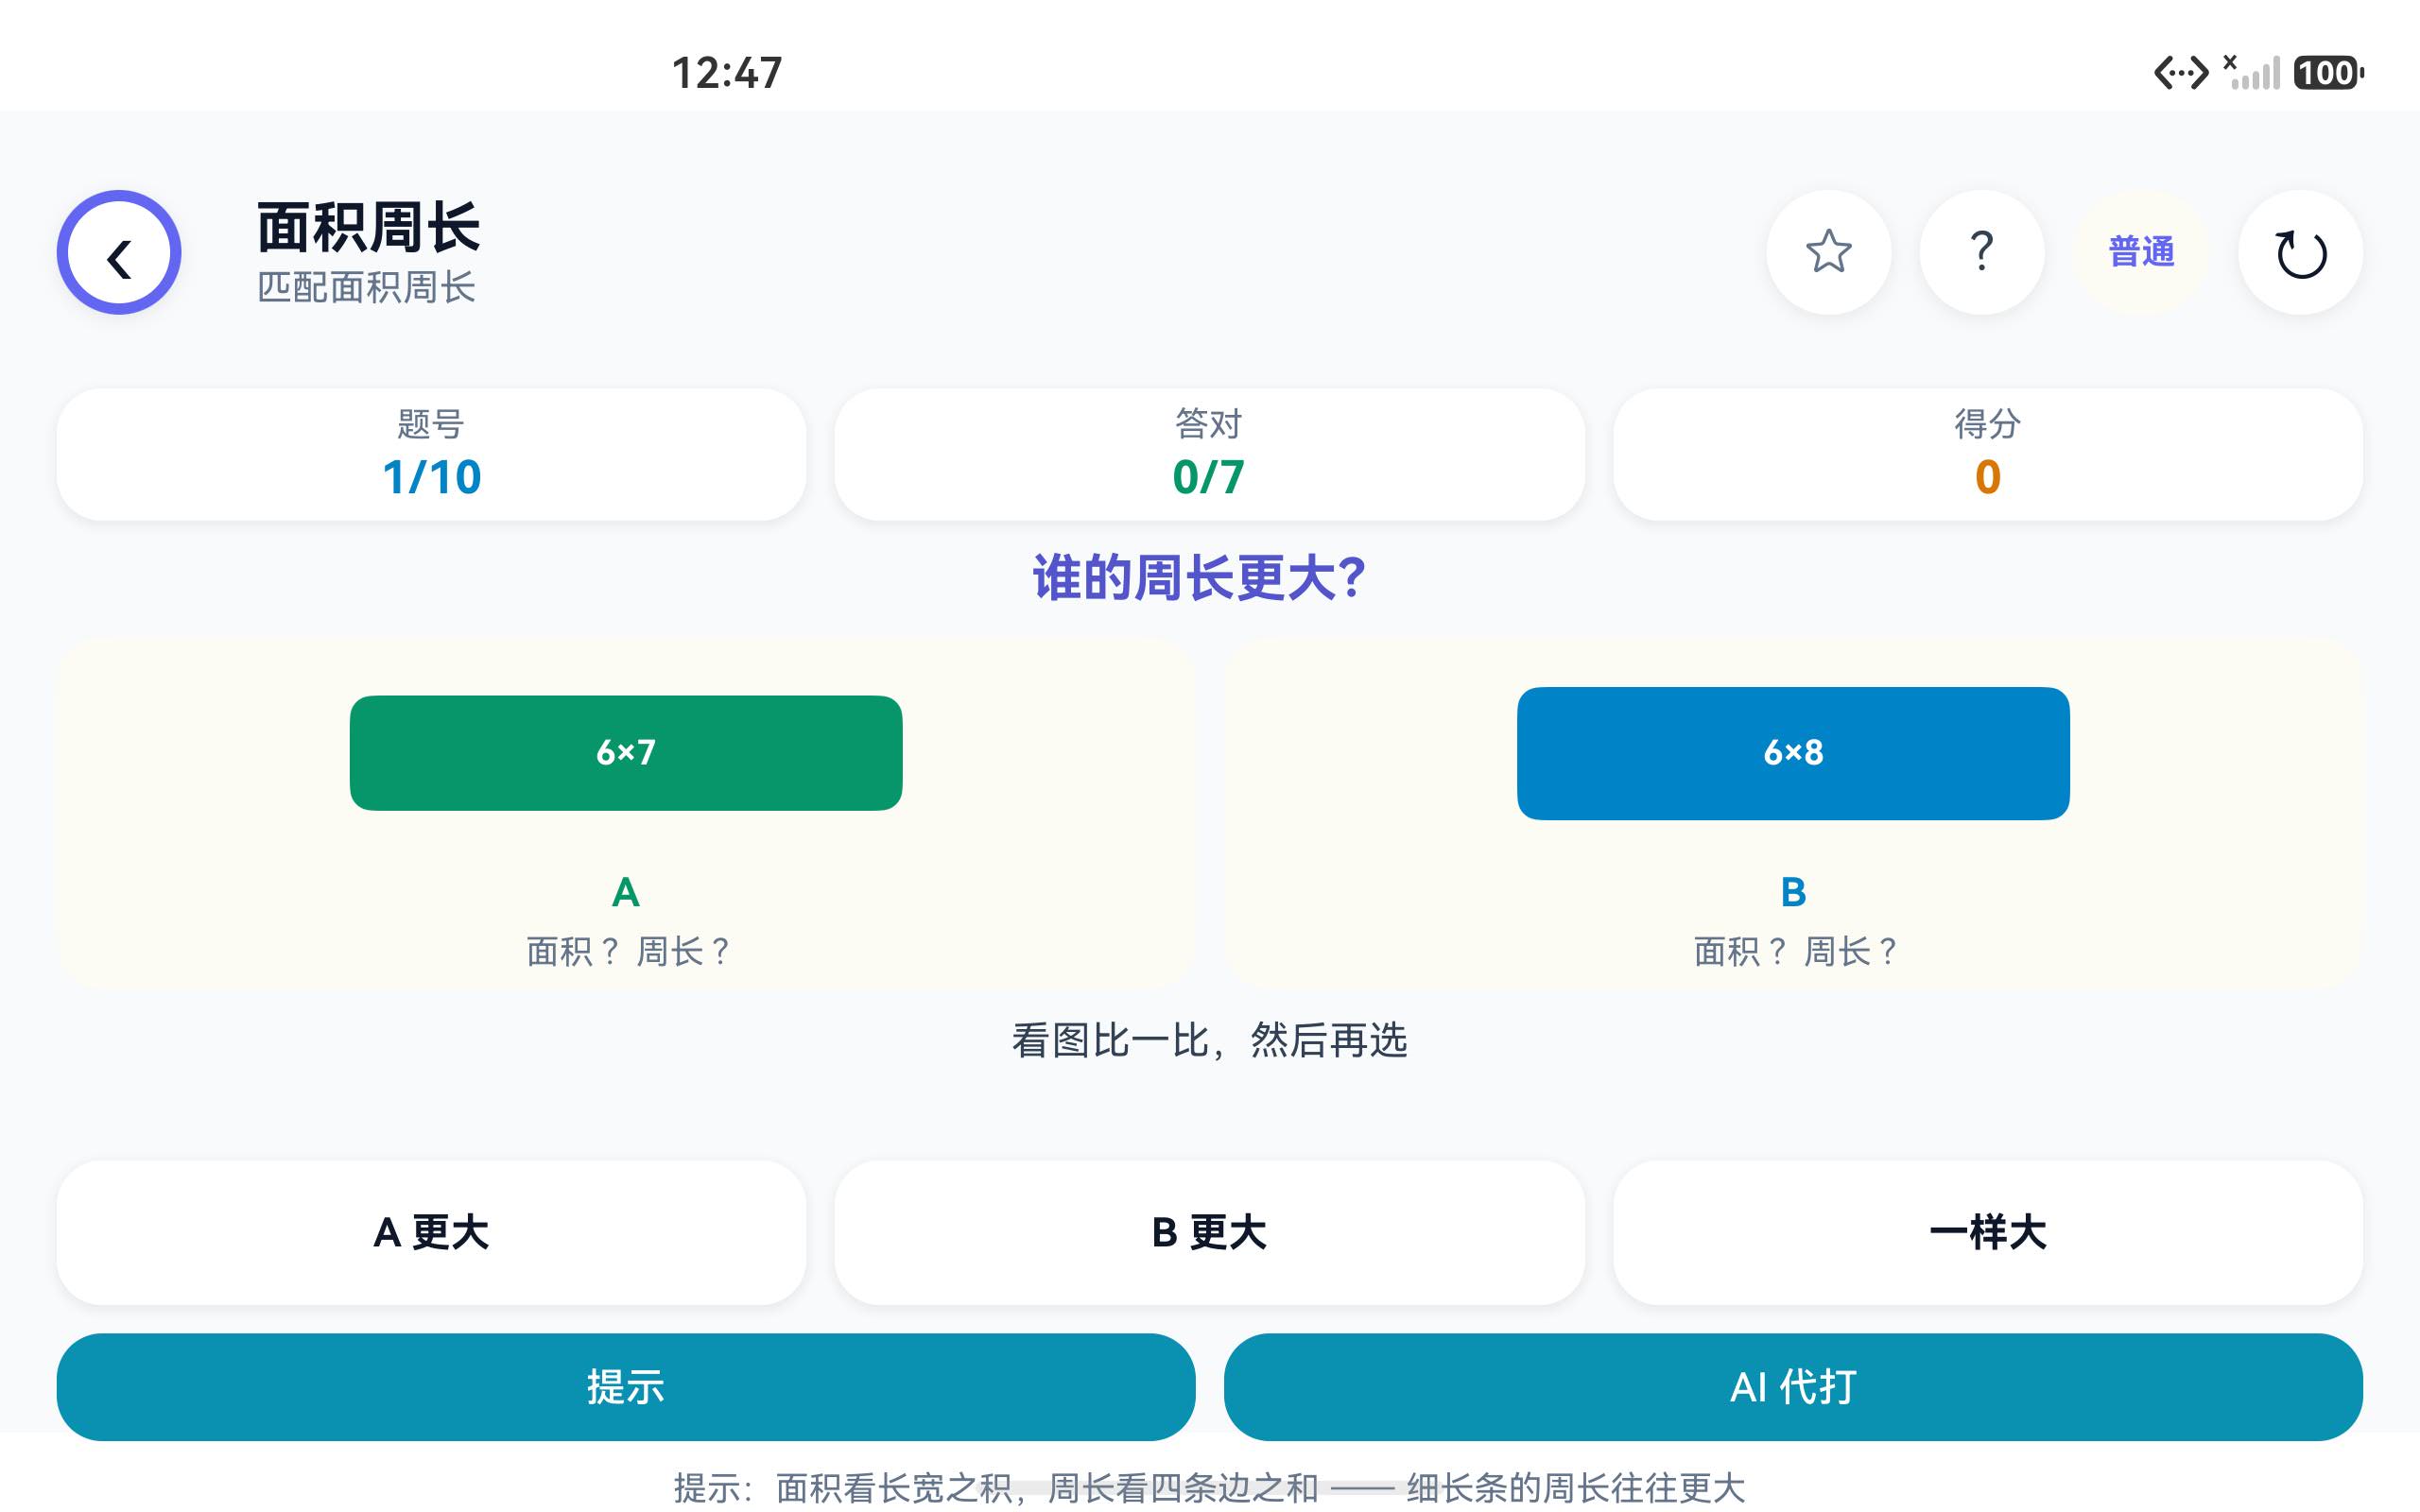 12:47
100
面积周长
匹配面积周长
?
普通
题号
1/10
答对
0/7
得分
0
谁的周长更大?
6×7
6×8
A
B
面积 ? 周长 ?
面积 ? 周长 ?
看图比一比，然后再选
A 更大
B 更大
一样大
提示
AI 代打
提示：面积看长宽之积，周长看四条边之和 —— 细长条的周长往往更大